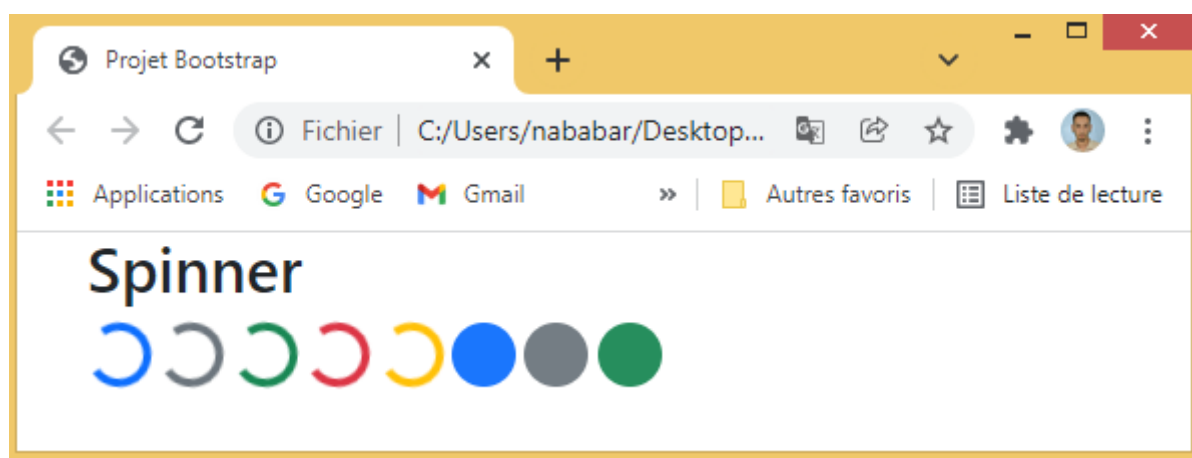 Projet Bootstrap
Fichier | C:/Users/nababar/Desktop...
Applications Google Gmail » Autres favoris Liste de lecture
Spinner